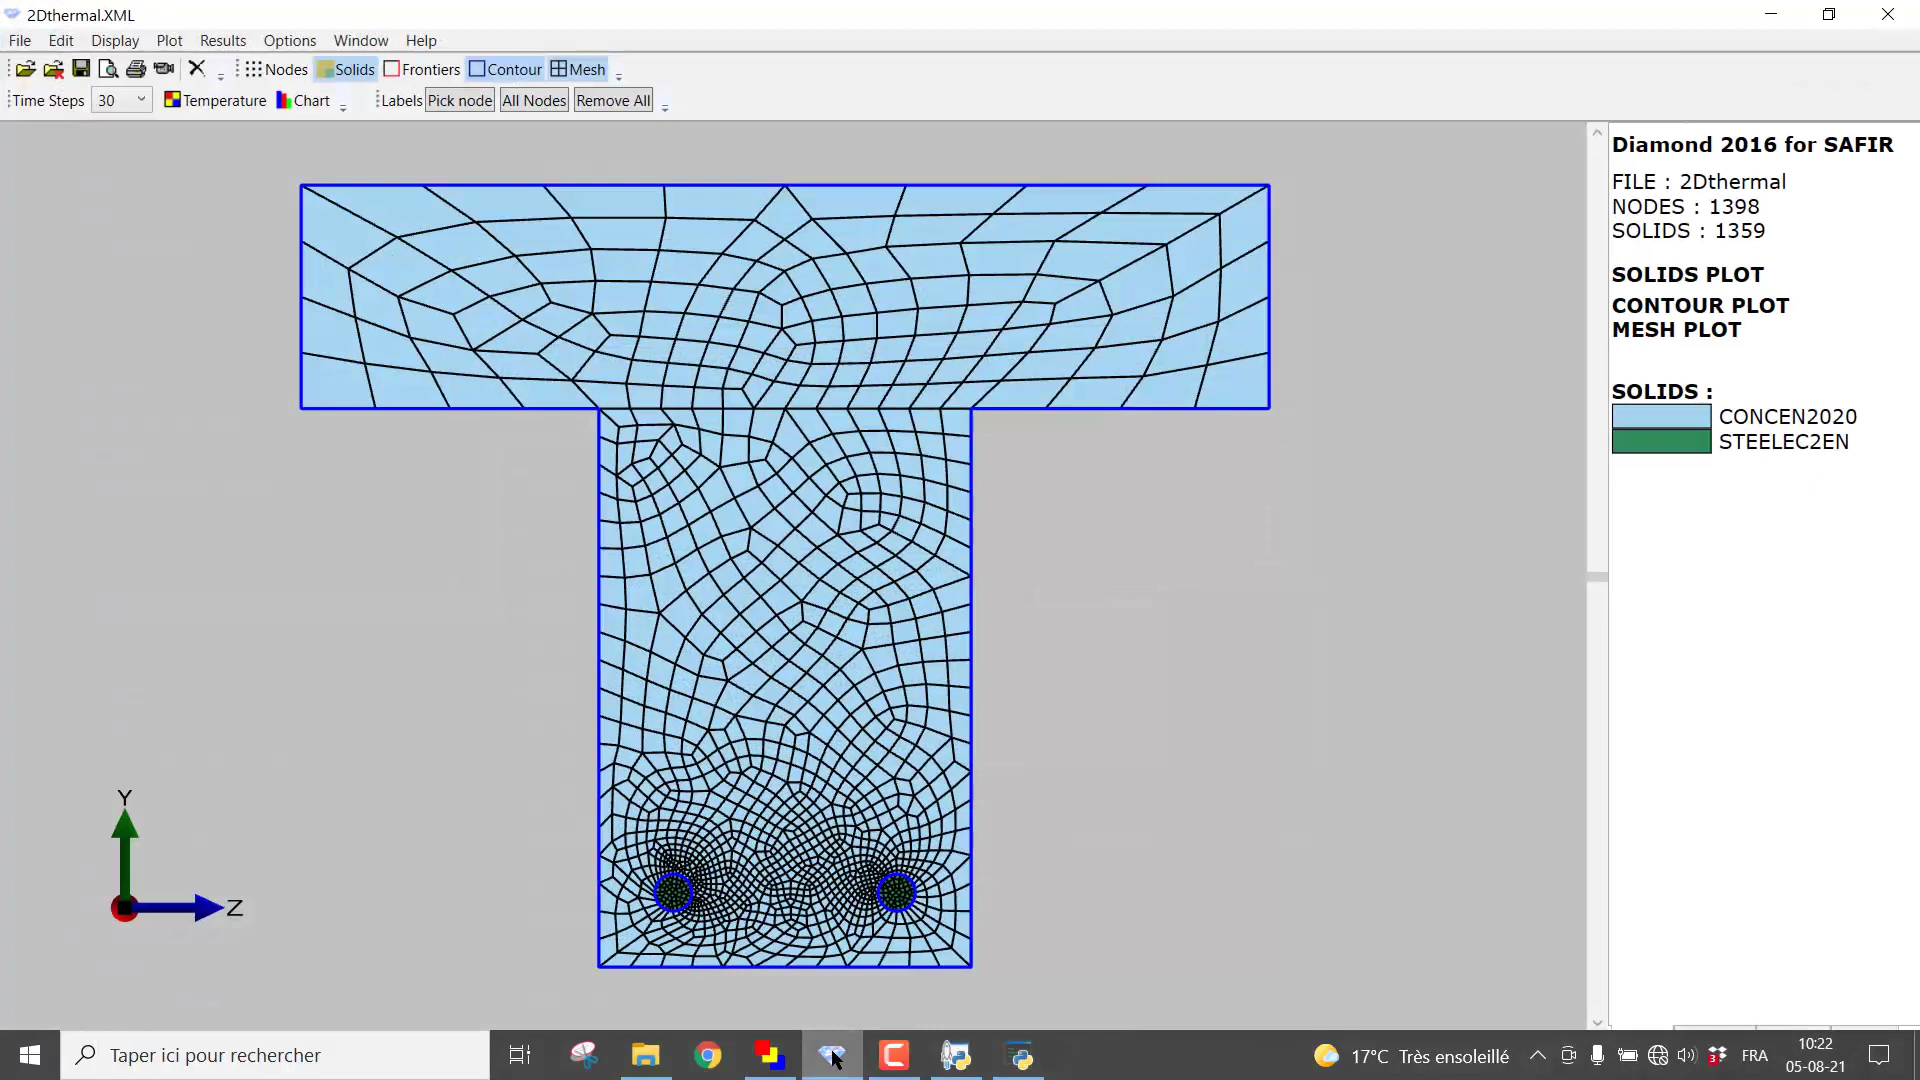 2Dthermal.XML
File Edit Display Plot Results Options Window Help
Nodes Solids Frontiers Contour Mesh
Time Steps 30 Temperature Chart Labels Pick node All Nodes Remove All
Diamond 2016 for SAFIR
FILE : 2Dthermal
NODES : 1398
SOLIDS : 1359
SOLIDS PLOT
CONTOUR PLOT
MESH PLOT
SOLIDS :
CONCEN2020
STEELEC2EN
Y
Z
Taper ici pour rechercher
17°C Très ensoleillé
FRA
10:22
05-08-21